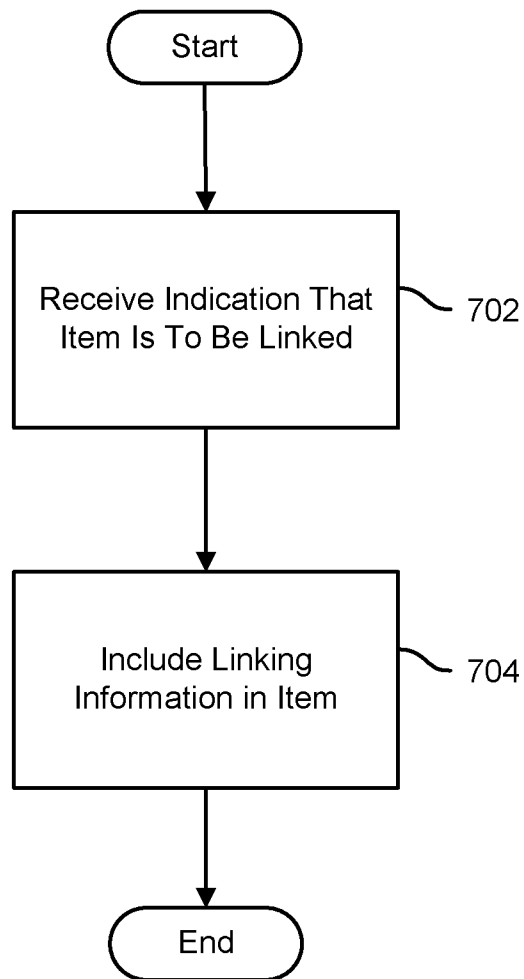 Start
Receive Indication That
Item Is To Be Linked
702
Include Linking
Information in Item
704
End